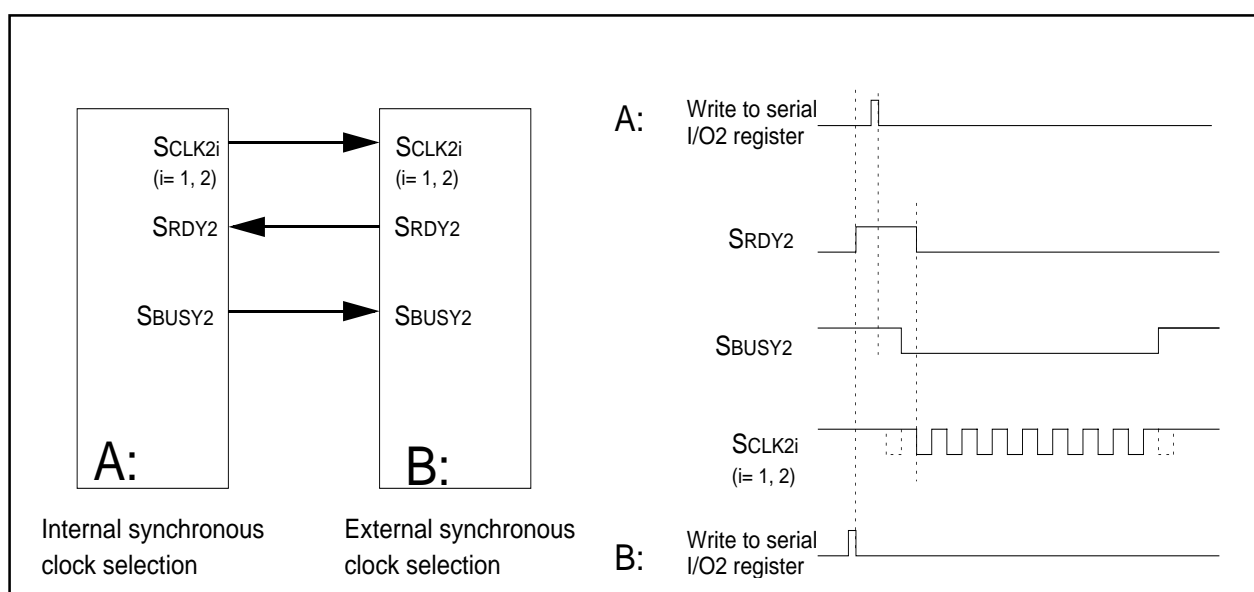 SCLK2i
(i= 1, 2)
SRDY2
SBUSY2
A:
SCLK2i
(i= 1, 2)
SRDY2
SBUSY2
B:
Internal synchronous
clock selection
External synchronous
clock selection
A:
Write to serial
I/O2 register
SRDY2
SBUSY2
SCLK2i
(i= 1, 2)
B:
Write to serial
I/O2 register